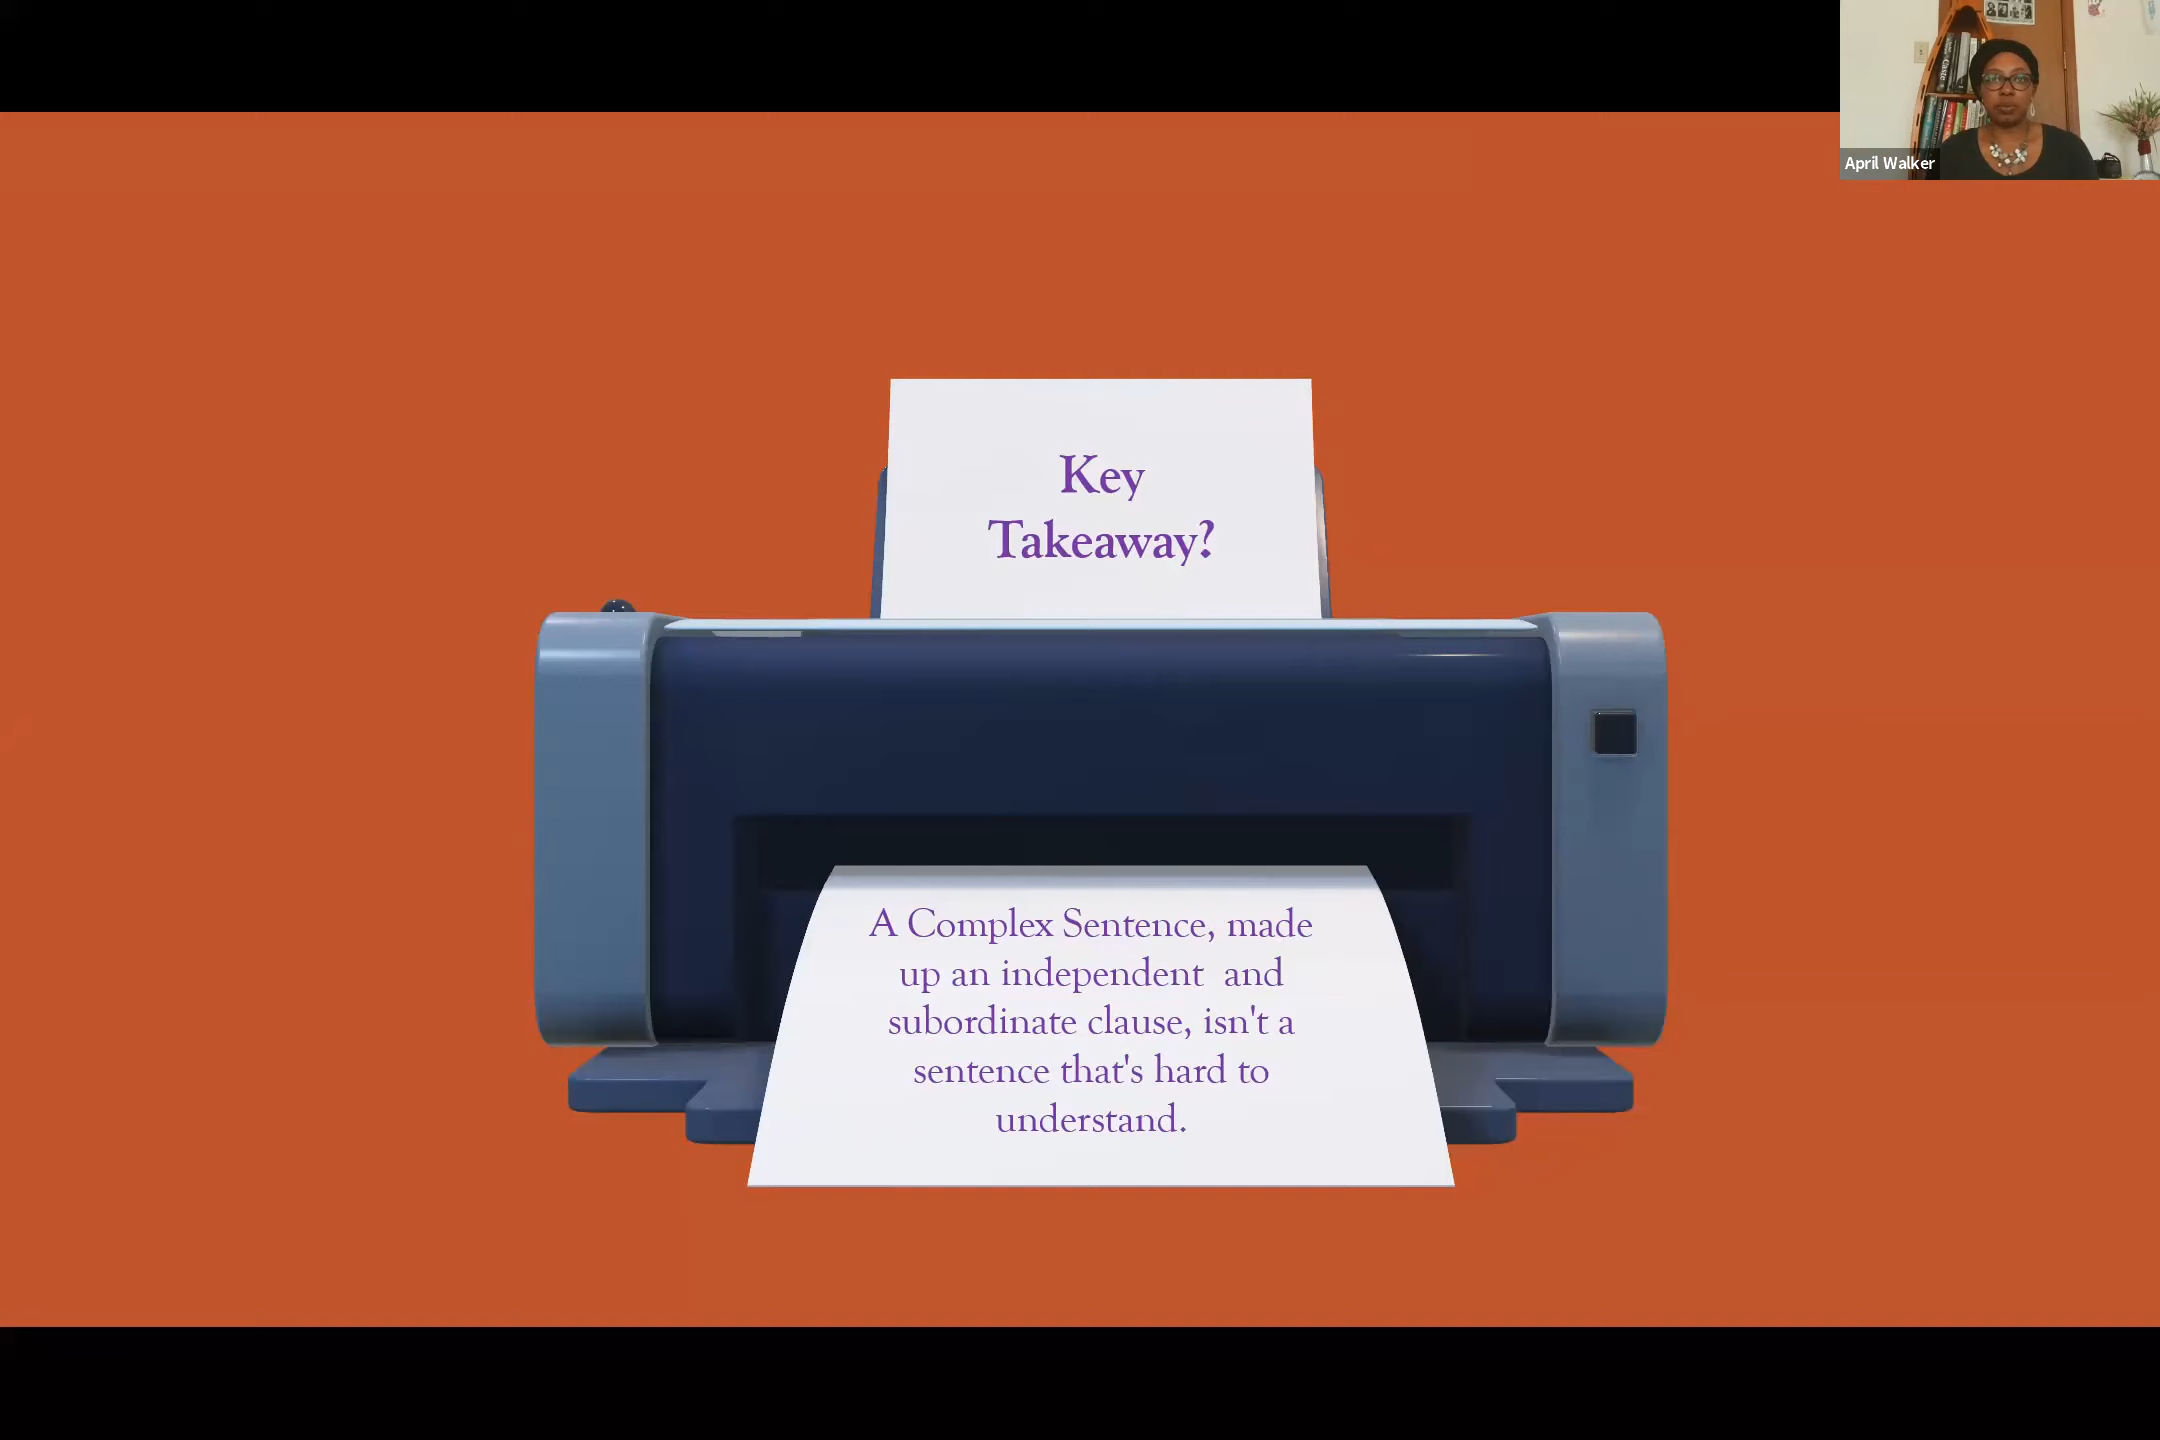 Key
Takeaway?
A Complex Sentence, made
up an independent  and
subordinate clause, isn't a
sentence that's hard to
understand.
April Walker
Caste